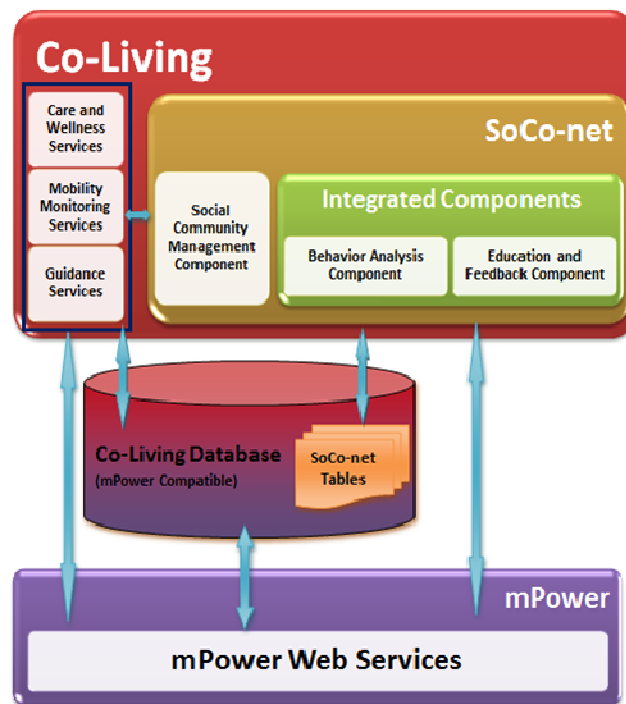 Co-Living
Care and
Wellness
Services
Mobility
Monitoring
Services
Guidance
Services
SoCo-net
Social
Community
Management
Component
Integrated Components
Behavior Analysis
Component
Education and
Feedback Component
Co-Living Database
(mPower Compatible)
SoCo-net
Tables
mPower
mPower Web Services